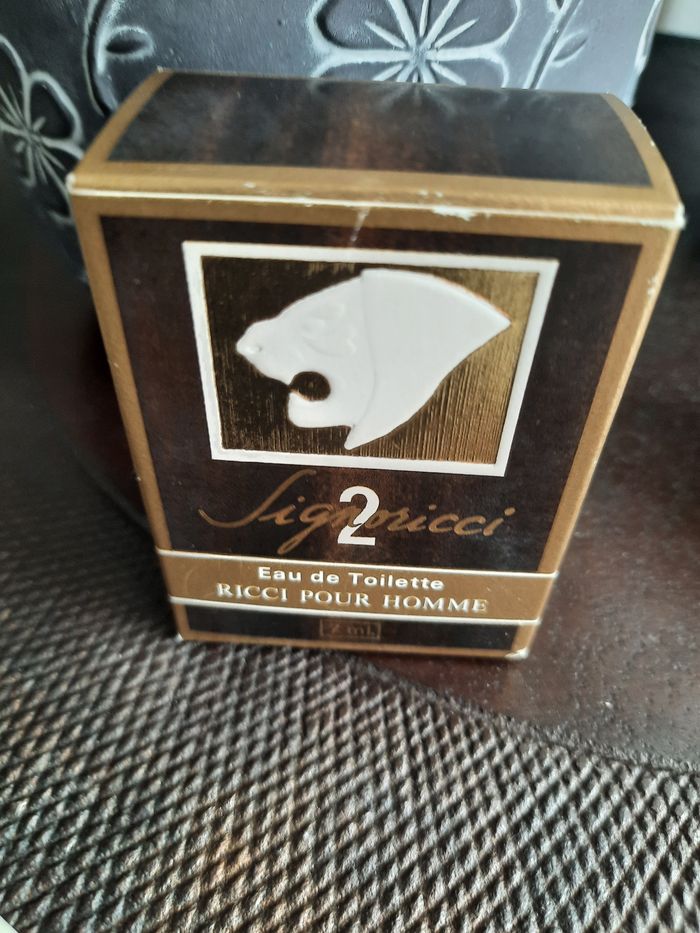 Signoricci
2
Eau de Toilette
RICCI POUR HOMME